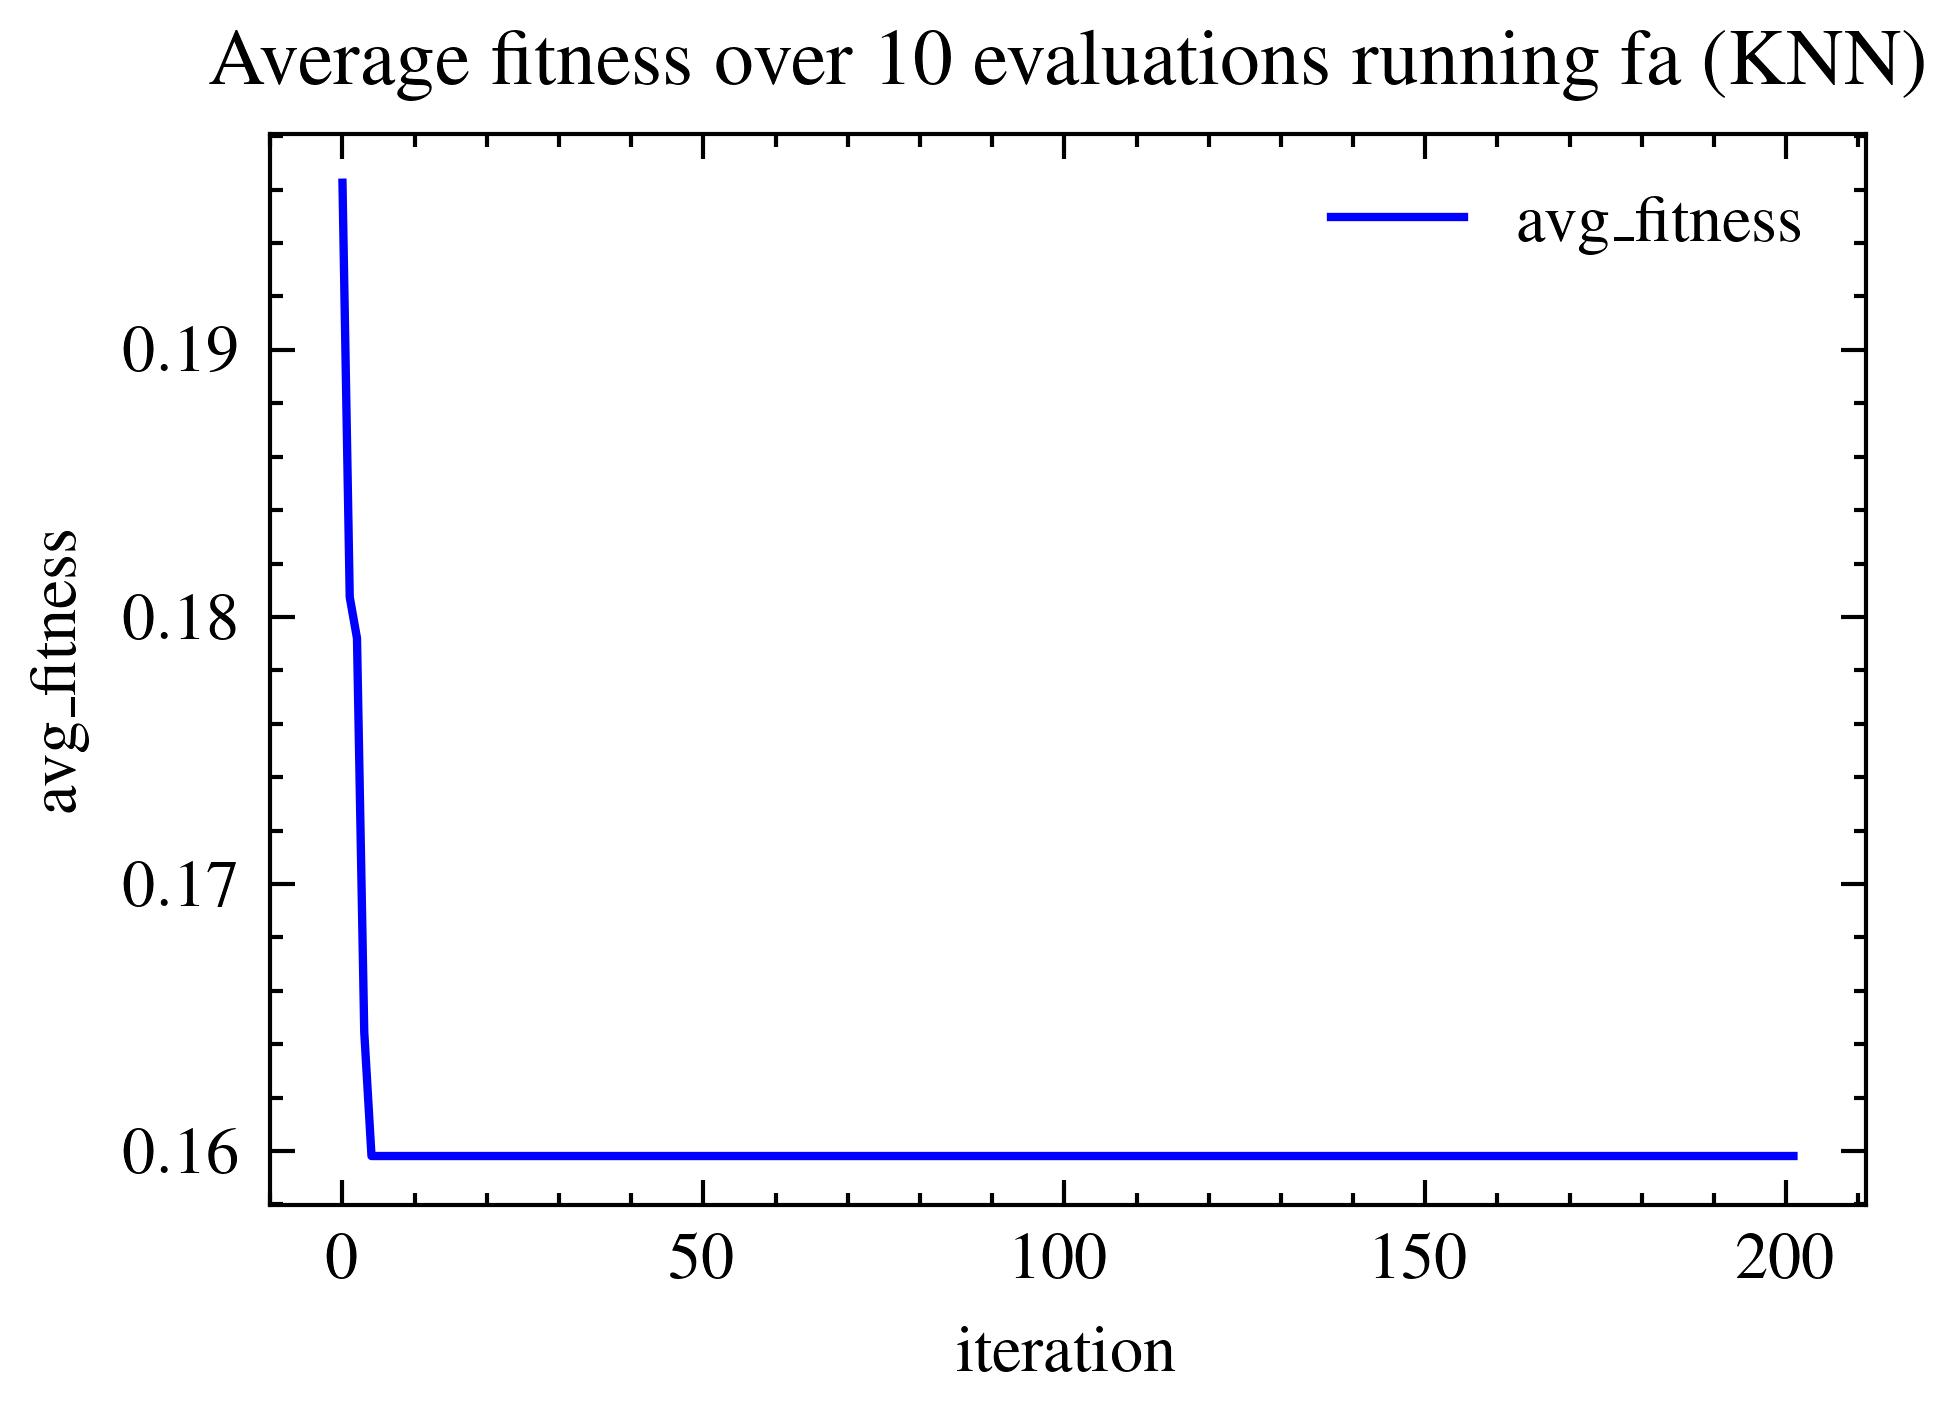 Average fitness over 10 evaluations running fa (KNN)
avg_fitness
0.19
0.18
0.17
0.16
avg_fitness
0 50 100 150 200
iteration